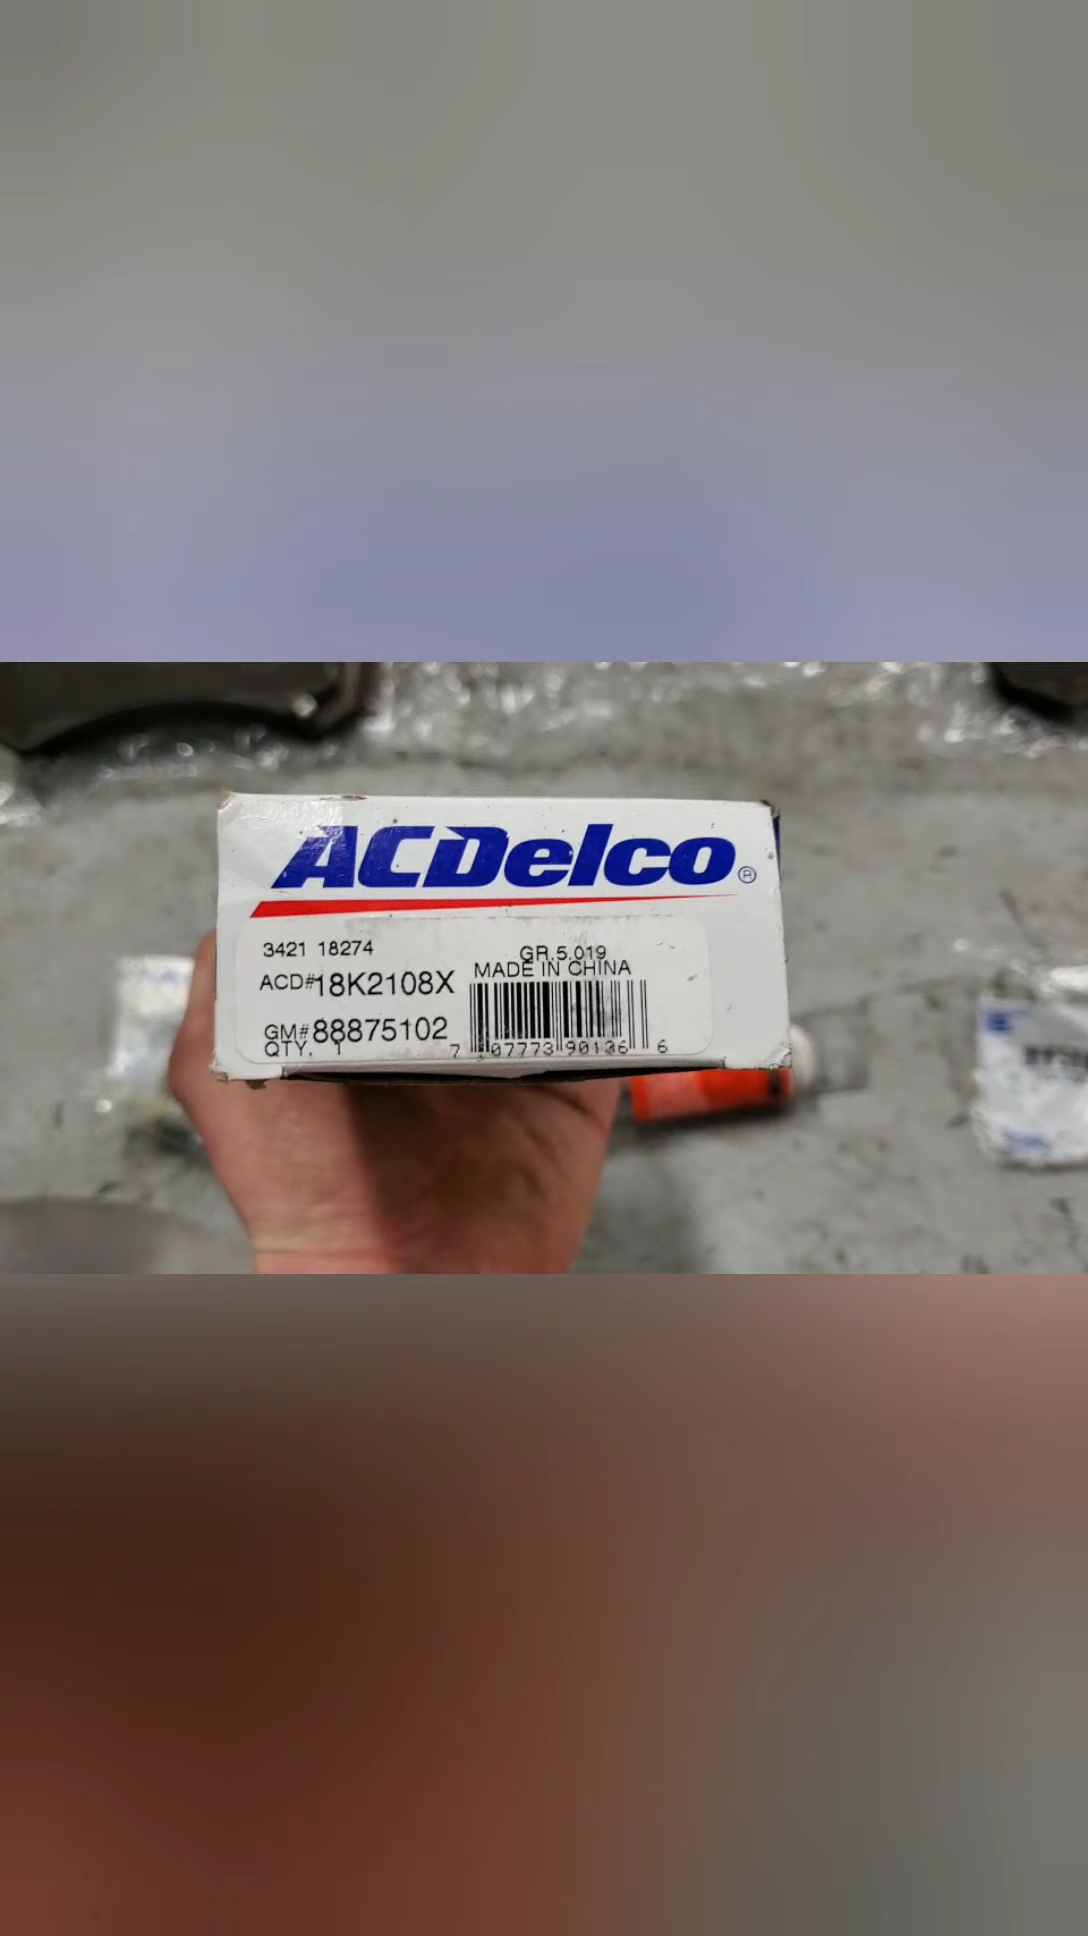 ACDelco®
3421 18274
GR.5.019
MADE IN CHINA
ACD#18K2108X
GM#88875102
QTY. 1
7 07773 90136 6